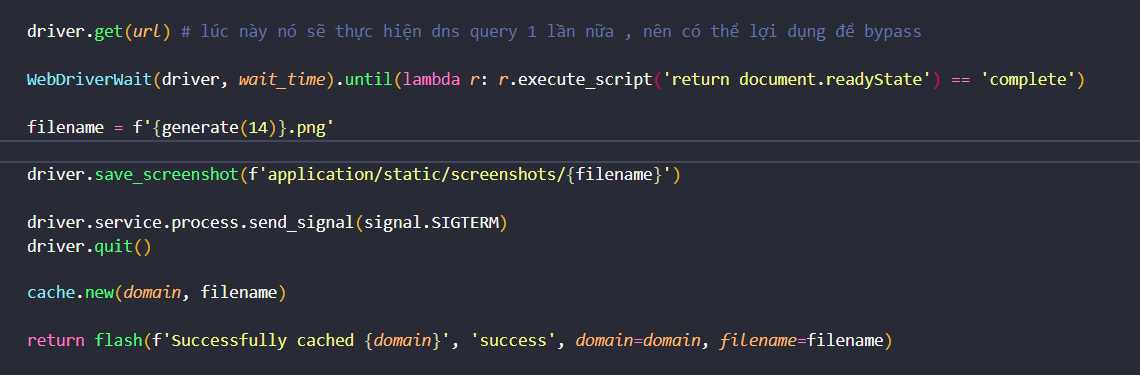 driver.get(url) # lúc này nó sẽ thực hiện dns query 1 lần nữa , nên có thể lợi dụng để bypass
WebDriverWait(driver, wait_time).until(lambda r: r.execute_script('return document.readyState') == 'complete')
filename = f'{generate(14)}.png'
driver.save_screenshot(f'application/static/screenshots/{filename}')
driver.service.process.send_signal(signal.SIGTERM)
driver.quit()
cache.new(domain, filename)
return flash(f'Successfully cached {domain}', 'success', domain=domain, filename=filename)